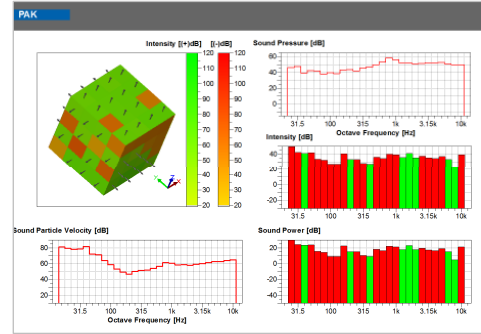 PAK
Intensity [(+)dB] [(-)dB]
120 120
110 110
100 100
90 90
80 80
70 70
60 60
50 50
40 40
30 30
20 20
Sound Pressure [dB]
60
40
20
0
31.5 100 315 1k 3.15k 10k
Octave Frequency [Hz]
Intensity [dB]
40
20
0
-20
31.5 100 315 1k 3.15k 10k
Sound Particle Velocity [dB]
80
60
40
20
31.5 100 315 1k 3.15k 10k
Octave Frequency [Hz]
Sound Power [dB]
20
0
-20
-40
31.5 100 315 1k 3.15k 10k
Octave Frequency [Hz]